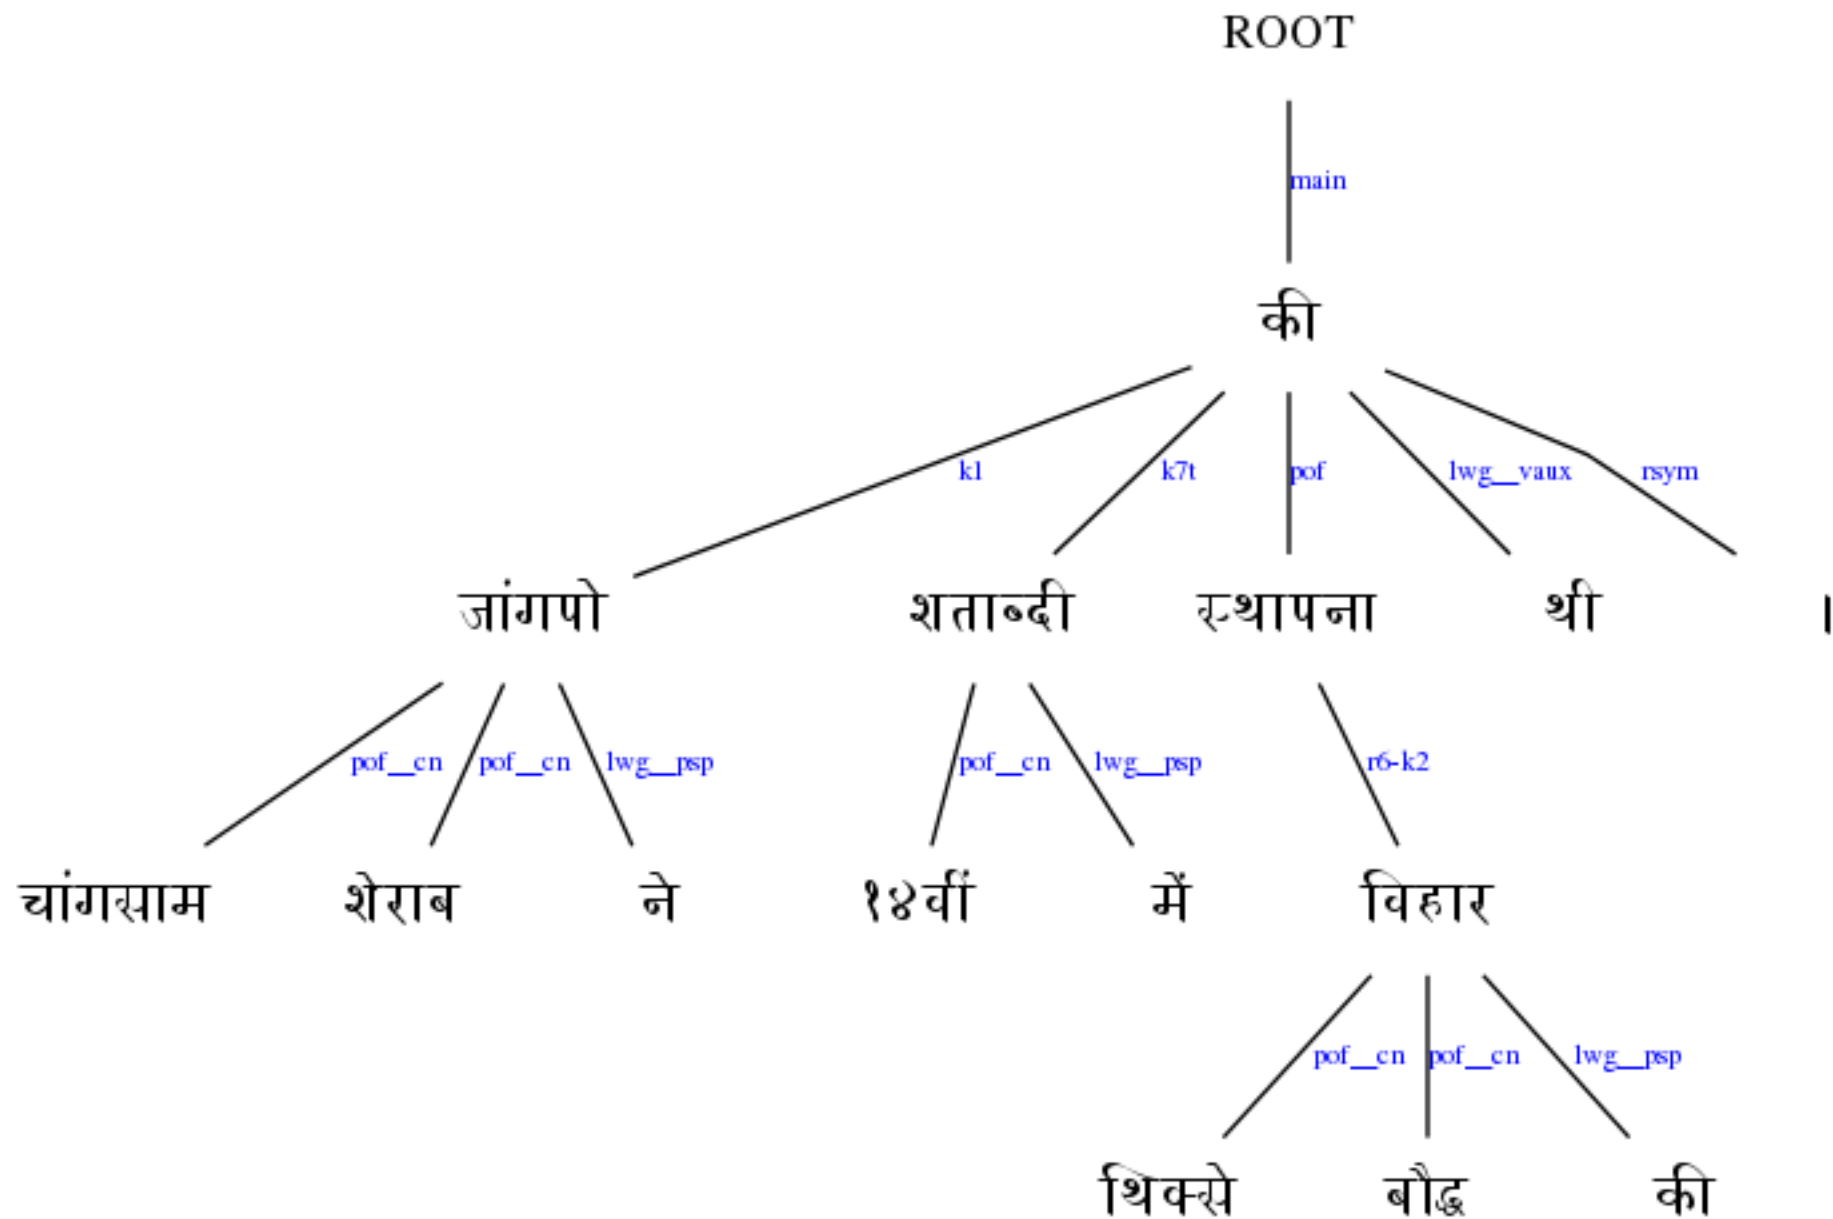 ROOT
main
की
k1 k7t pof lwg__vaux rsym
जांगपो शताब्दी स्थापना थी ।
pof__cn pof__cn lwg__psp pof__cn lwg__psp r6-k2
चांगसाम शेराब ने १४वीं में विहार
pof__cn pof__cn lwg__psp
थिक्से बौद्ध की